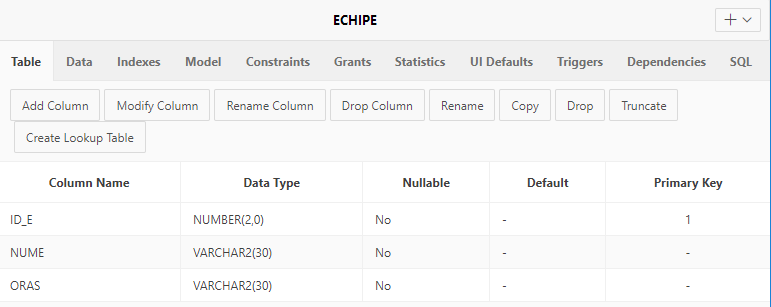 ECHIPE
Table Data Indexes Model Constraints Grants Statistics UI Defaults Triggers Dependencies SQL
Add Column Modify Column Rename Column Drop Column Rename Copy Drop Truncate
Create Lookup Table
Column Name Data Type Nullable Default Primary Key
ID_E NUMBER(2,0) No - 1
NUME VARCHAR2(30) No - -
ORAS VARCHAR2(30) No - -